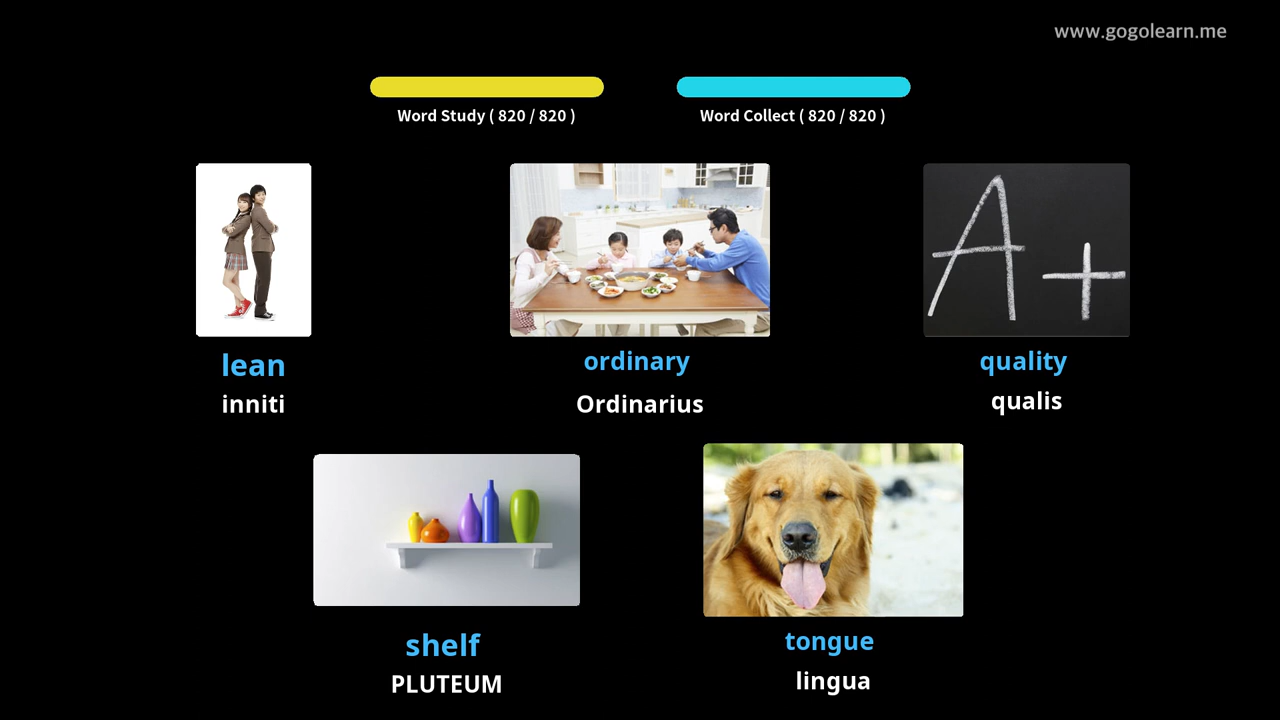 www.gogolearn.me
Word Study ( 820 / 820 )
Word Collect ( 820 / 820 )
A+
lean
inniti
ordinary
Ordinarius
quality
qualis
shelf
PLUTEUM
tongue
lingua